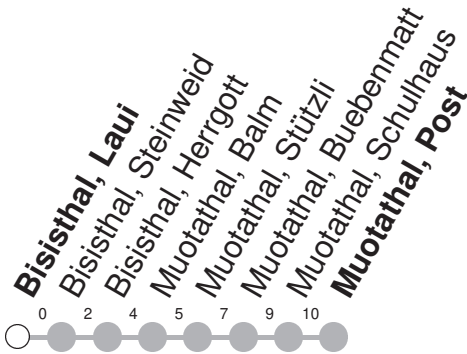 Bisisthal, Laui
Bisisthal, Steinweid
Bisisthal, Herrgott
Muotathal, Balm
Muotathal, Stützli
Muotathal, Buebenmatt
Muotathal, Schulhaus
Muotathal, Post
0 2 4 5 7 9 10